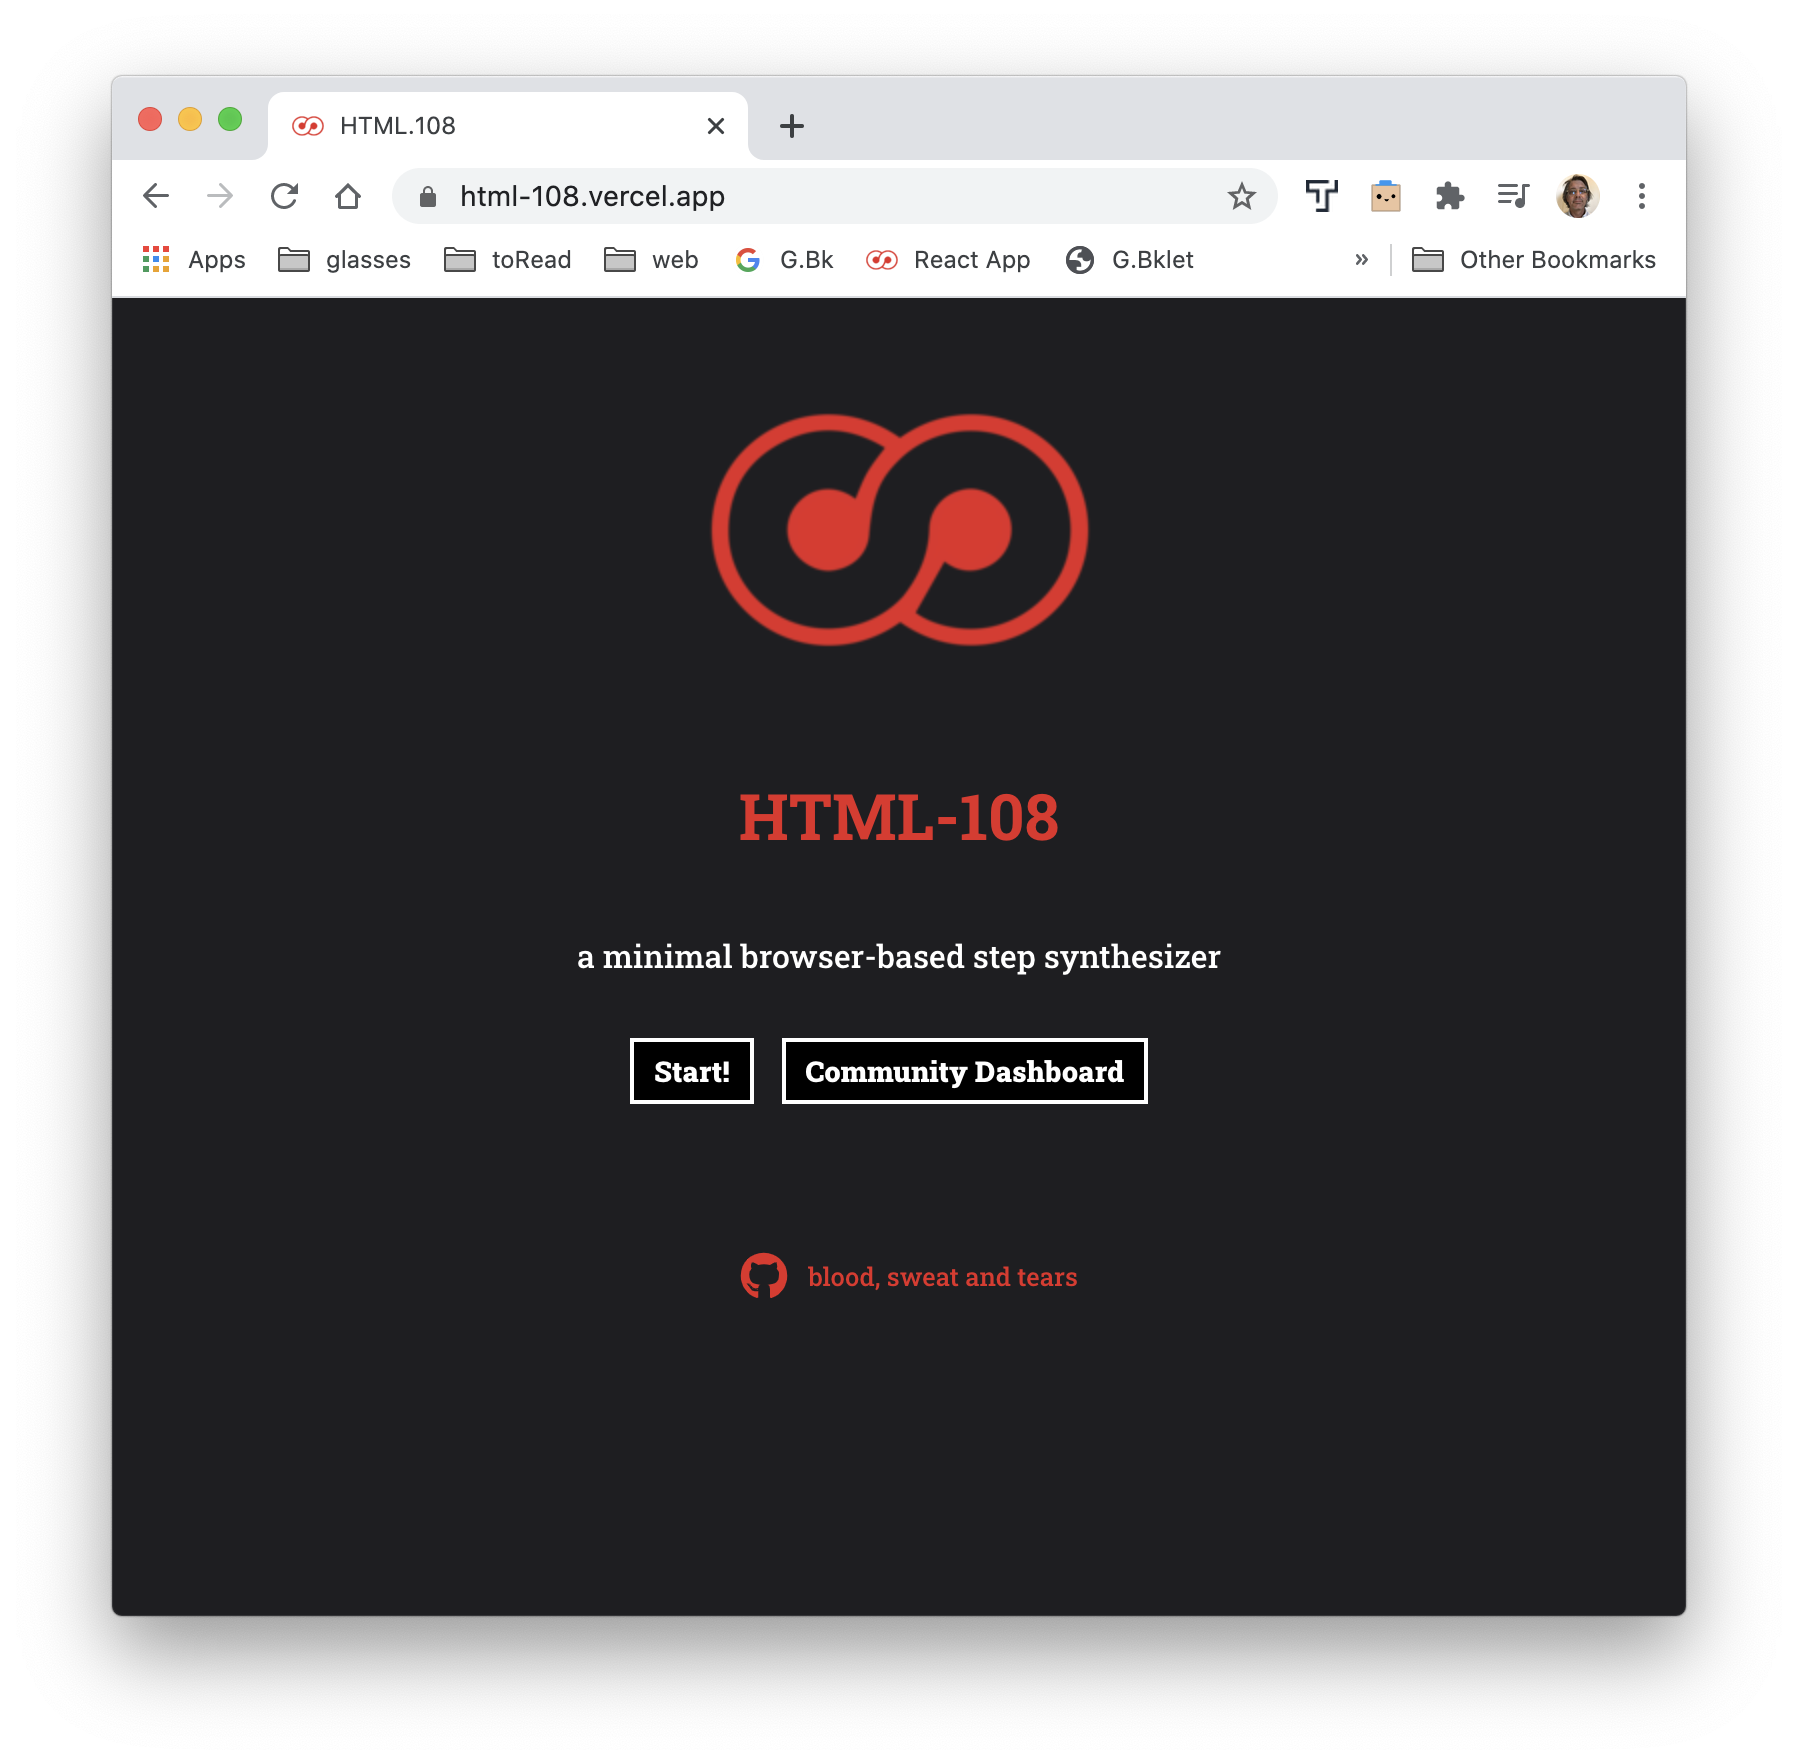 HTML.108
html-108.vercel.app
Apps glasses toRead web G.Bk React App G.Bklet » Other Bookmarks
HTML-108
a minimal browser-based step synthesizer
Start! Community Dashboard
blood, sweat and tears